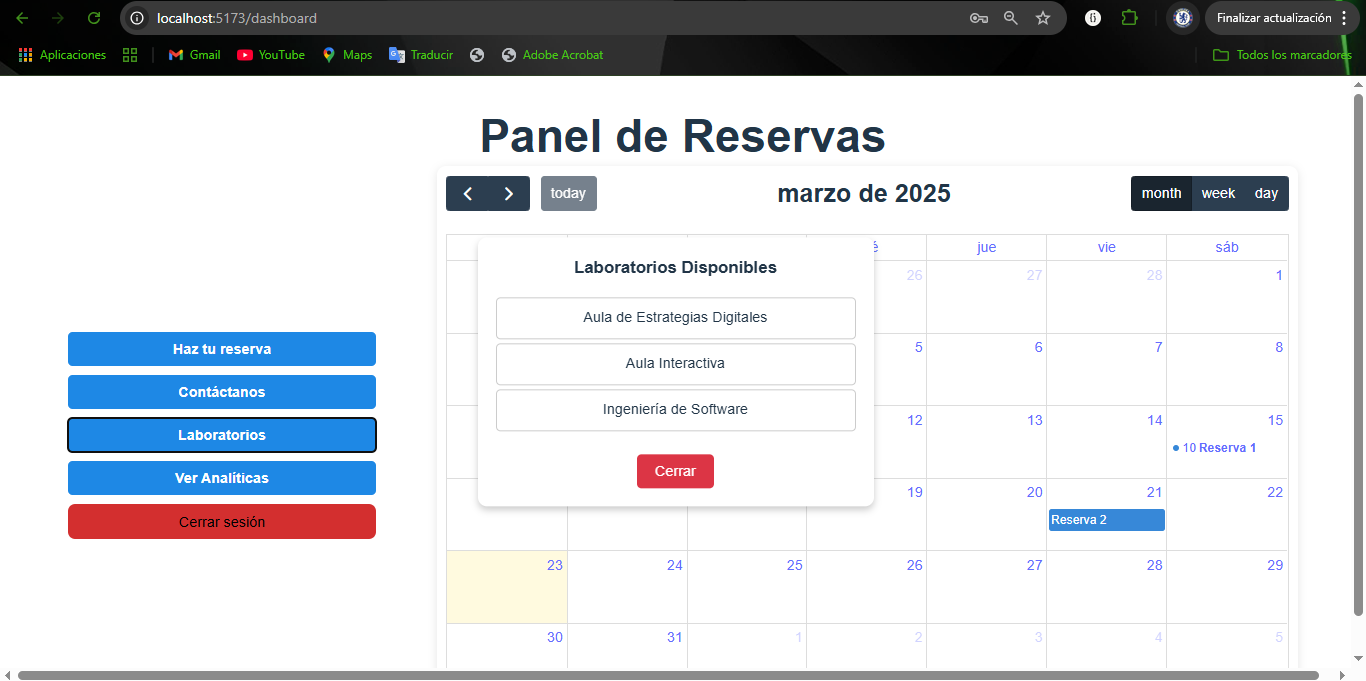 localhost:5173/dashboard
Finalizar actualización
Aplicaciones
Gmail
YouTube
Maps
Traducir
Adobe Acrobat
Todos los marcadores
Panel de Reservas
today
marzo de 2025
month week day
jue vie sáb
26 27 28 1
Laboratorios Disponibles
Aula de Estrategias Digitales
Aula Interactiva
Ingeniería de Software
Cerrar
Haz tu reserva
Contáctanos
Laboratorios
Ver Analíticas
Cerrar sesión
5 6 7 8
12 13 14 15
10 Reserva 1
19 20 21 22
Reserva 2
23 24 25 26 27 28 29
30 31 1 2 3 4 5